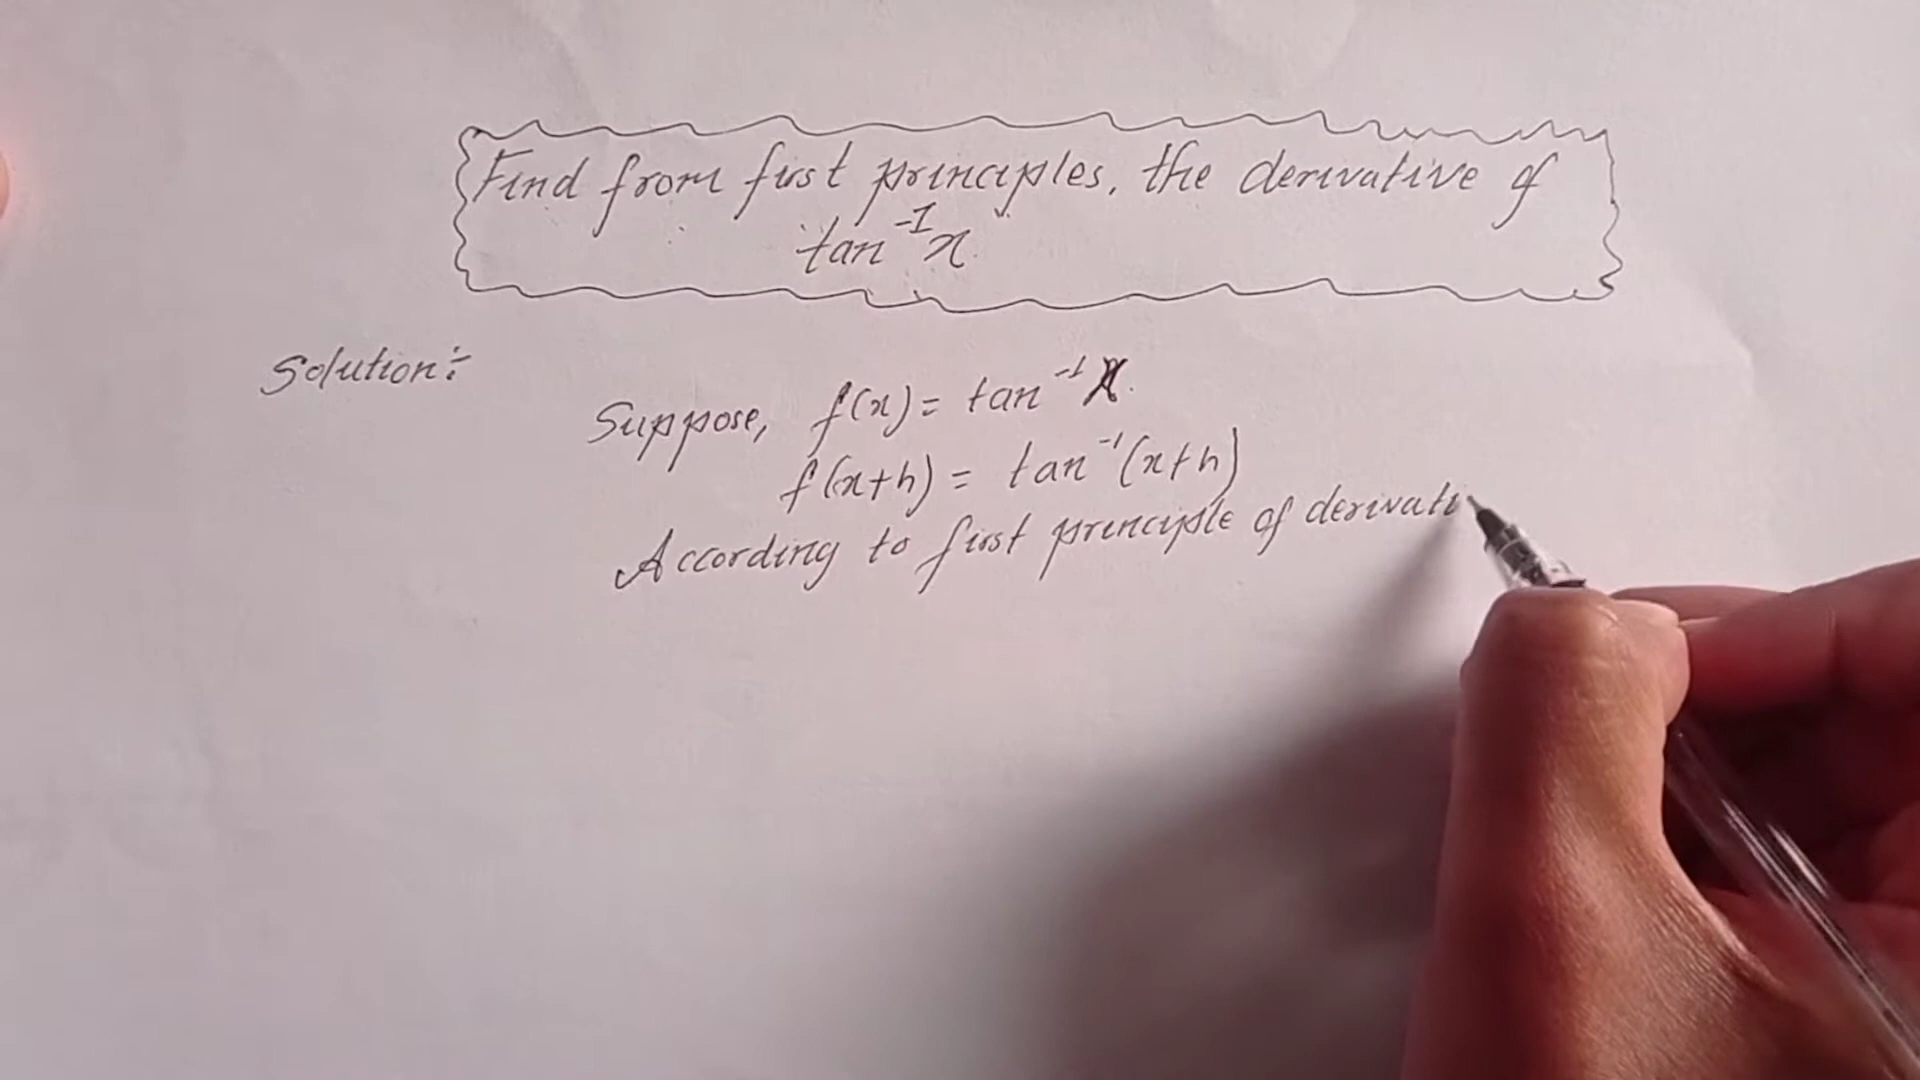 Find from first principles, the derivative of
tan⁻¹x.
Solution:
Suppose, f(x) = tan⁻¹x.
f(x+h) = tan⁻¹(x+h)
According to first principle of derivati